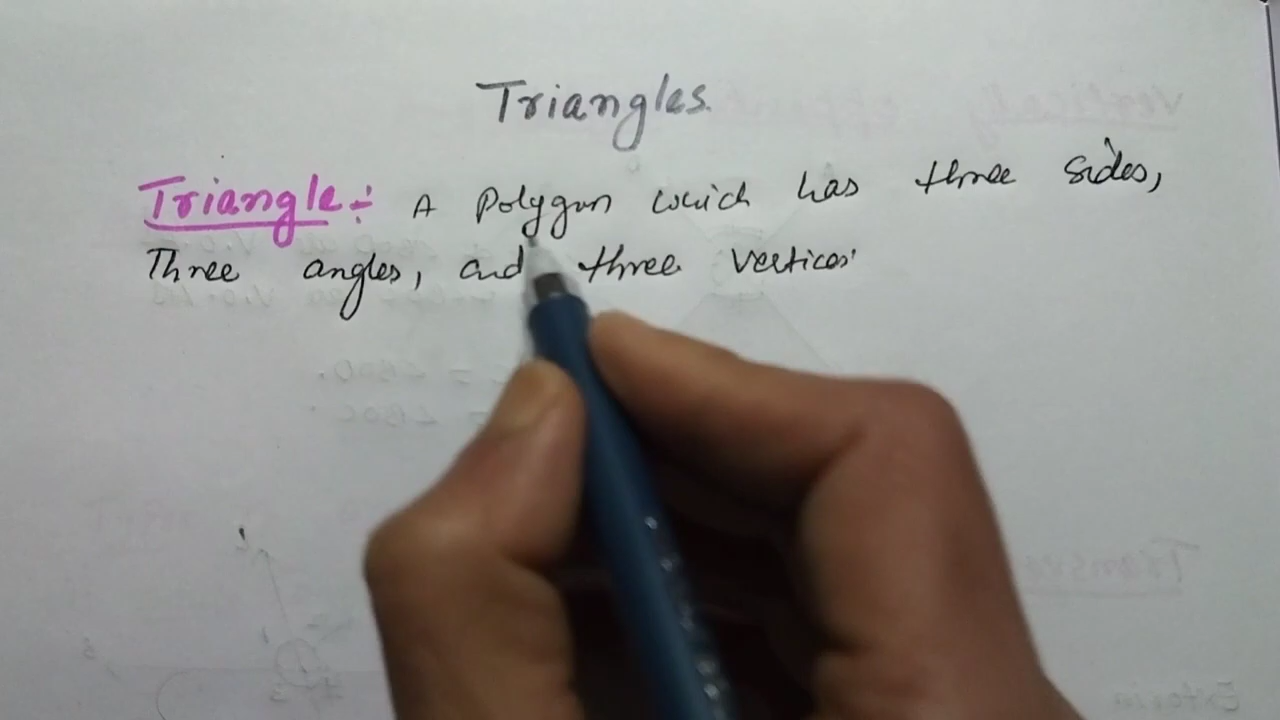 Triangles.
Triangle:- A Polygon which has three sides,
Three angles, and three vertices.